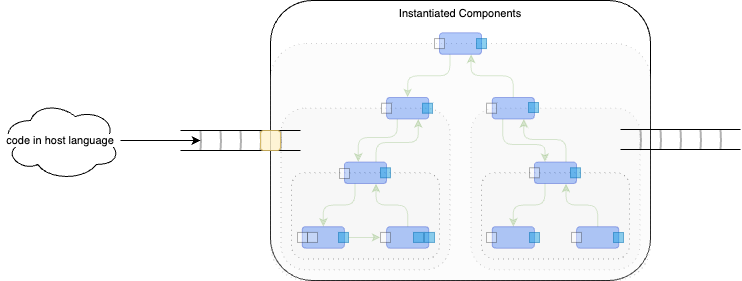 Instantiated Components
code in host language